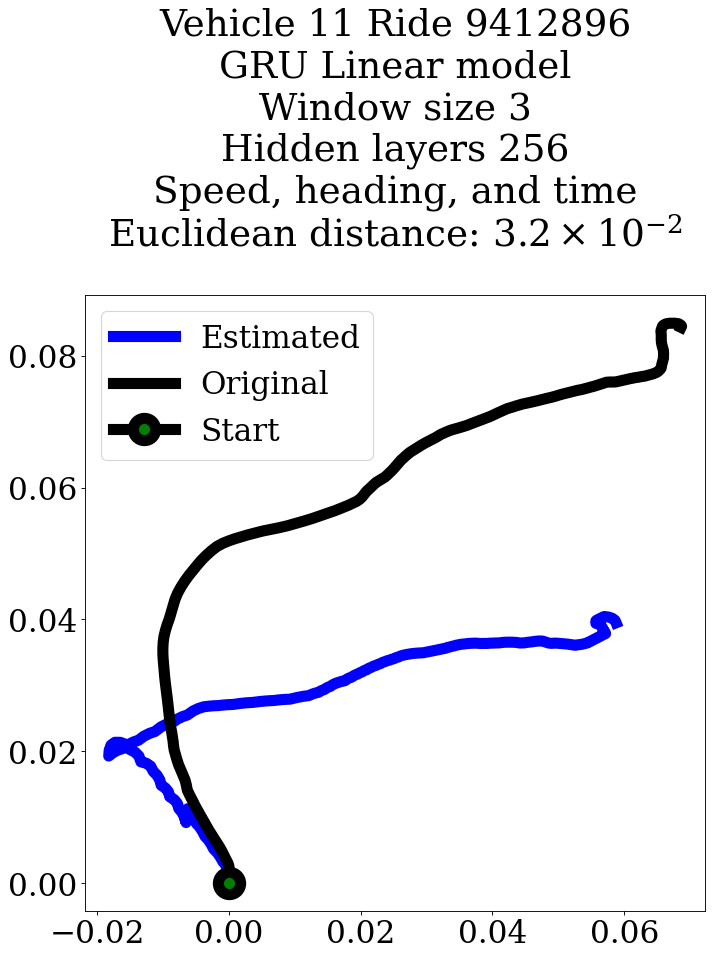 Vehicle 11 Ride 9412896
GRU Linear model
Window size 3
Hidden layers 256
Speed, heading, and time
Euclidean distance: 3.2 × 10⁻²
Estimated
Original
Start
0.08
0.06
0.04
0.02
0.00
−0.02 0.00 0.02 0.04 0.06